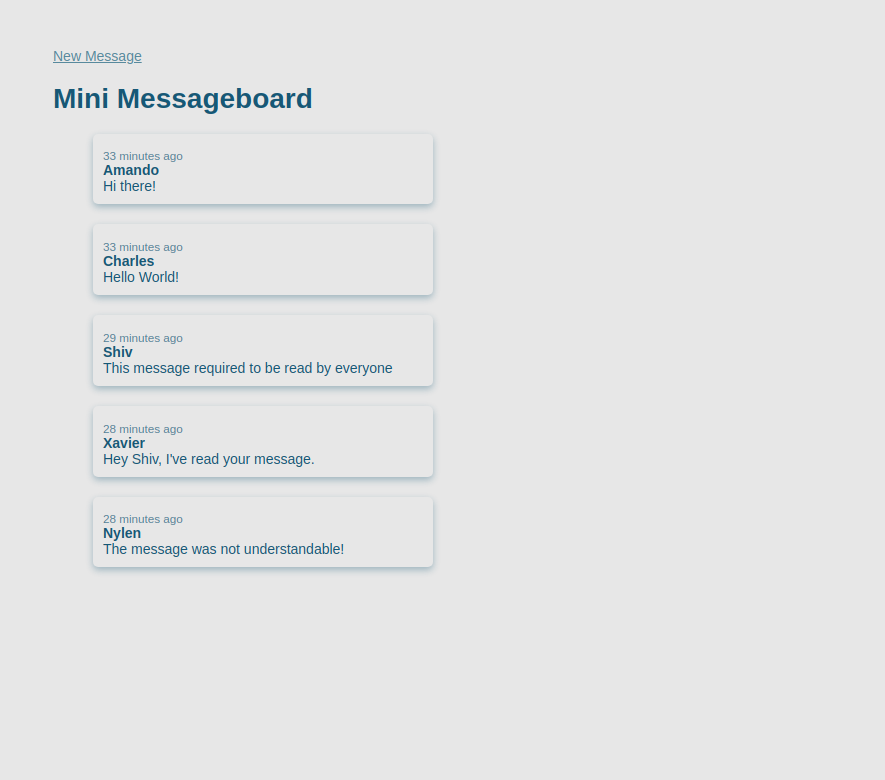 New Message
Mini Messageboard
33 minutes ago
Amando
Hi there!
33 minutes ago
Charles
Hello World!
29 minutes ago
Shiv
This message required to be read by everyone
28 minutes ago
Xavier
Hey Shiv, I've read your message.
28 minutes ago
Nylen
The message was not understandable!